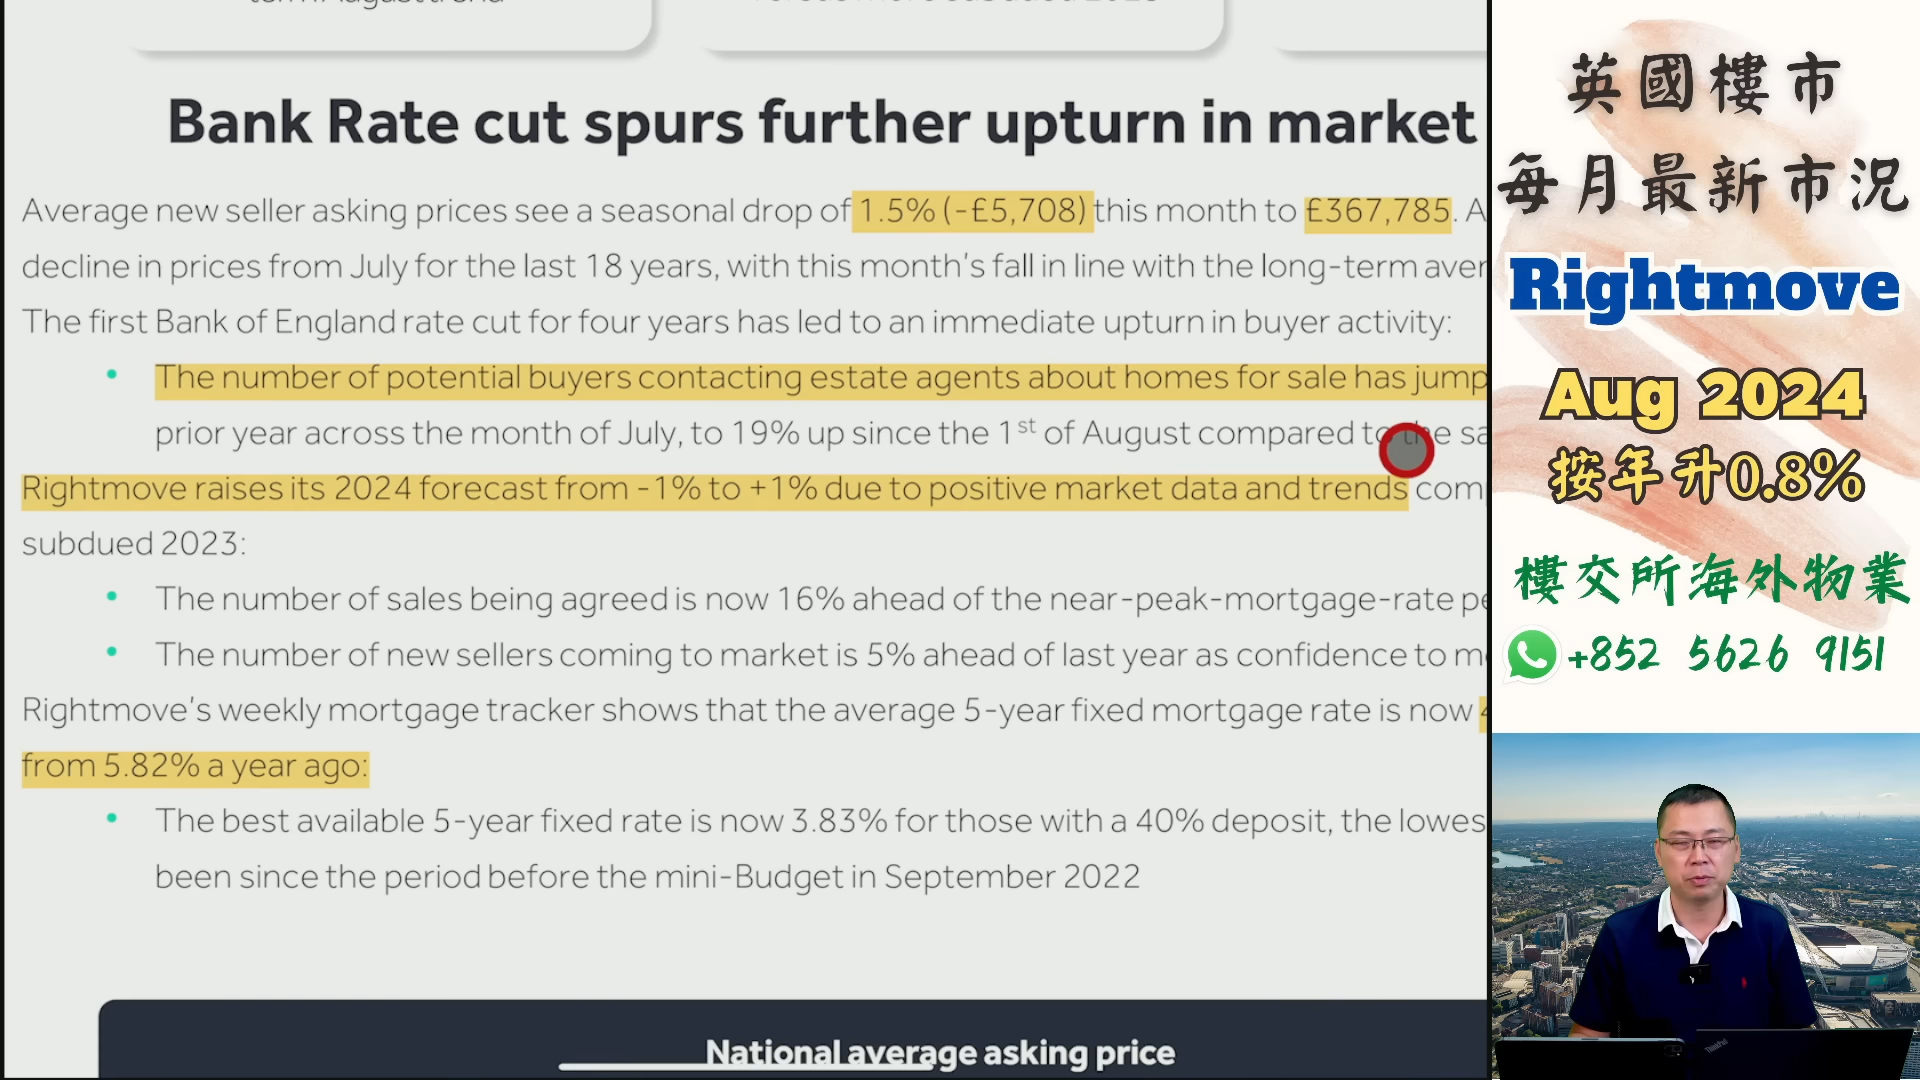 Bank Rate cut spurs further upturn in market
Average new seller asking prices see a seasonal drop of 1.5% (-£5,708) this month to £367,785. A
decline in prices from July for the last 18 years, with this month's fall in line with the long-term aver
The first Bank of England rate cut for four years has led to an immediate upturn in buyer activity:
• The number of potential buyers contacting estate agents about homes for sale has jump
prior year across the month of July, to 19% up since the 1st of August compared to the sa
Rightmove raises its 2024 forecast from -1% to +1% due to positive market data and trends com
subdued 2023:
• The number of sales being agreed is now 16% ahead of the near-peak-mortgage-rate pe
• The number of new sellers coming to market is 5% ahead of last year as confidence to m
Rightmove's weekly mortgage tracker shows that the average 5-year fixed mortgage rate is now
from 5.82% a year ago:
• The best available 5-year fixed rate is now 3.83% for those with a 40% deposit, the lowes
been since the period before the mini-Budget in September 2022
National average asking price
英國樓市
每月最新市況
Rightmove
Aug 2024
按年升0.8%
樓交所海外物業
+852 5626 9151